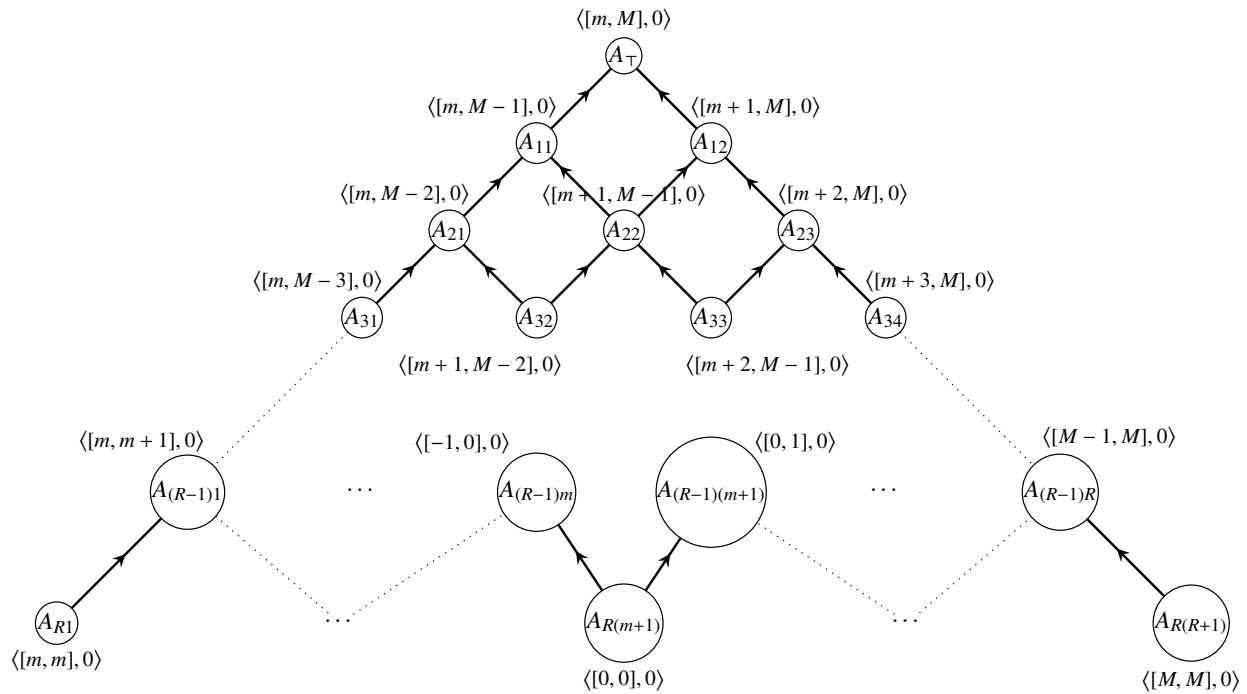 ⟨[m, M], 0⟩
A⊤
⟨[m, M − 1], 0⟩
⟨[m + 1, M], 0⟩
A₁₁
A₁₂
⟨[m, M − 2], 0⟩
⟨[m + 1, M − 1], 0⟩
⟨[m + 2, M], 0⟩
A₂₁
A₂₂
A₂₃
⟨[m, M − 3], 0⟩
⟨[m + 3, M], 0⟩
A₃₁
A₃₂
A₃₃
A₃₄
⟨[m + 1, M − 2], 0⟩
⟨[m + 2, M − 1], 0⟩
⟨[m, m + 1], 0⟩
⟨[−1, 0], 0⟩
⟨[0, 1], 0⟩
⟨[M − 1, M], 0⟩
A(R−1)1
⋯
A(R−1)m
A(R−1)(m+1)
⋯
A(R−1)R
AR1
⋯
AR(m+1)
⋯
AR(R+1)
⟨[m, m], 0⟩
⟨[0, 0], 0⟩
⟨[M, M], 0⟩